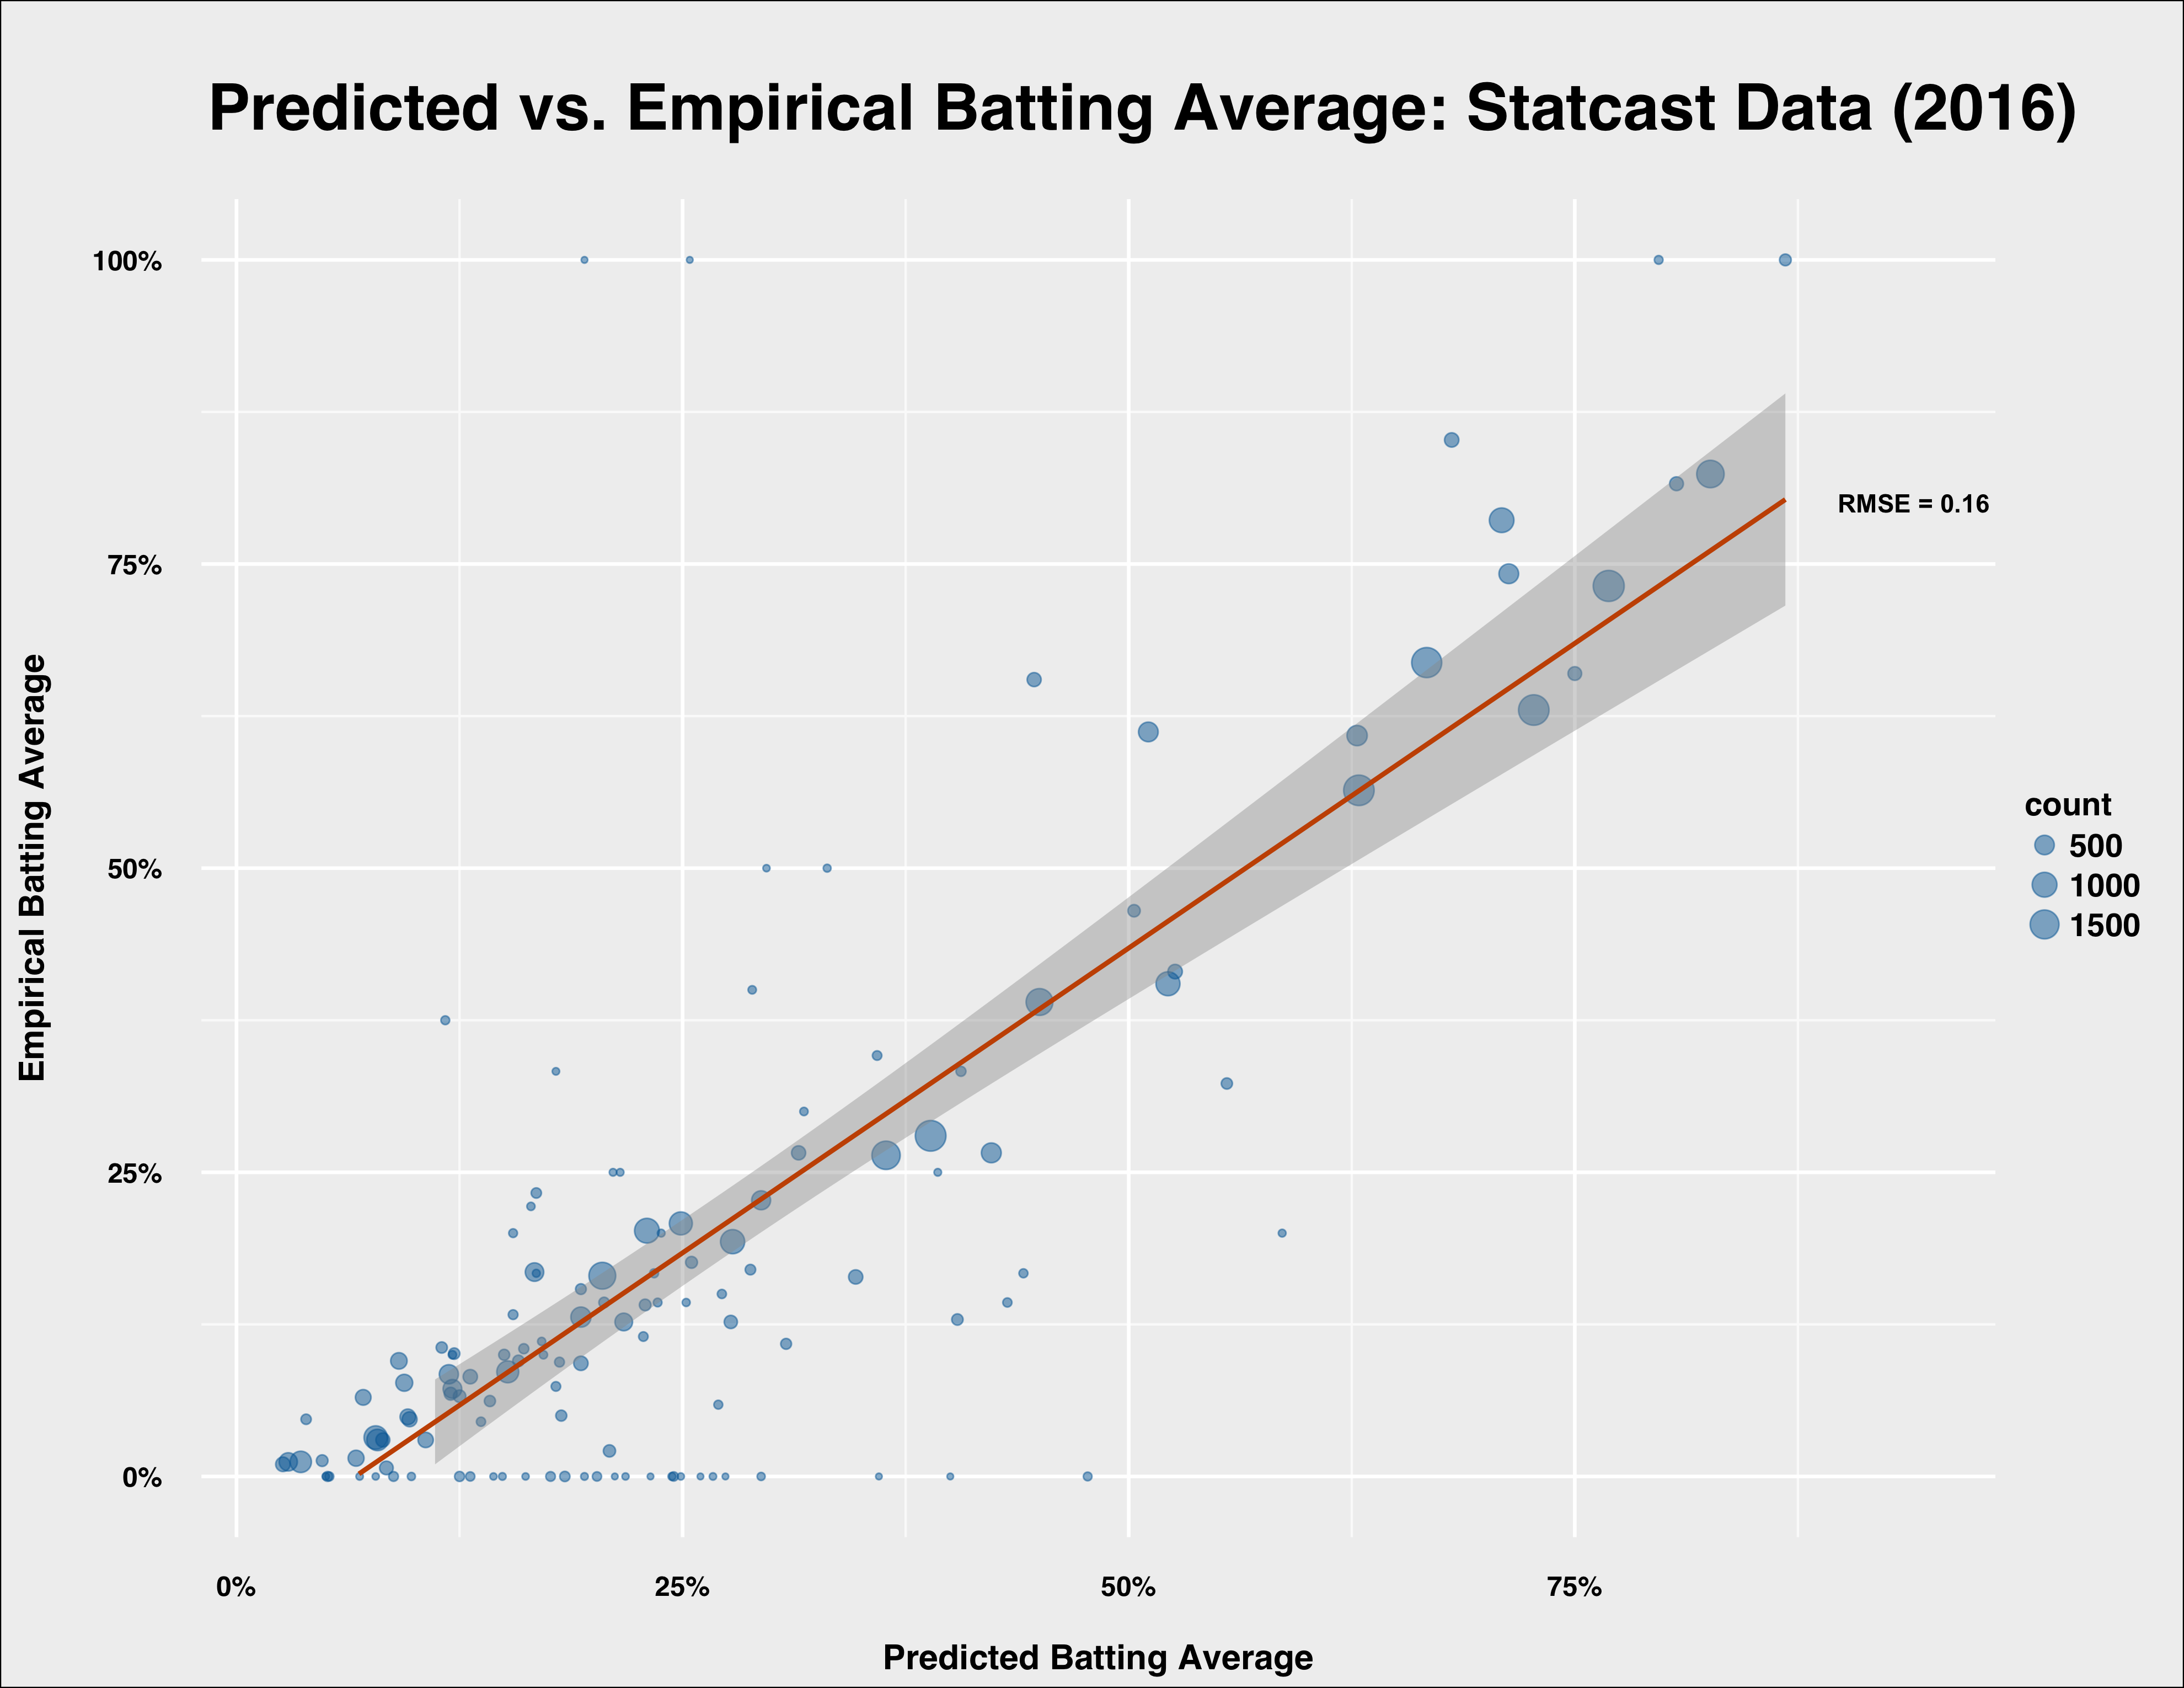 Predicted vs. Empirical Batting Average: Statcast Data (2016)
100%
75%
50%
25%
0%
Empirical Batting Average
RMSE = 0.16
count
500
1000
1500
0%
25%
50%
75%
Predicted Batting Average